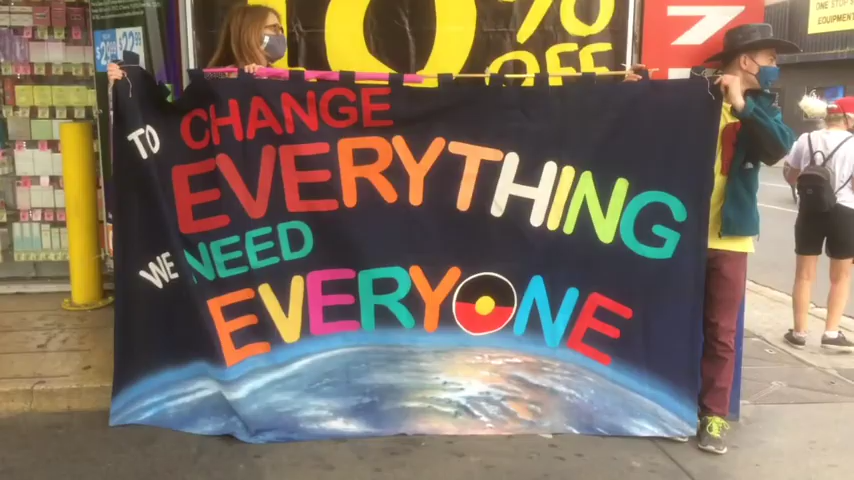 % OFF
ONE STOP
EQUIPMENT
TO CHANGE
EVERYTHING
WE NEED
EVERYONE